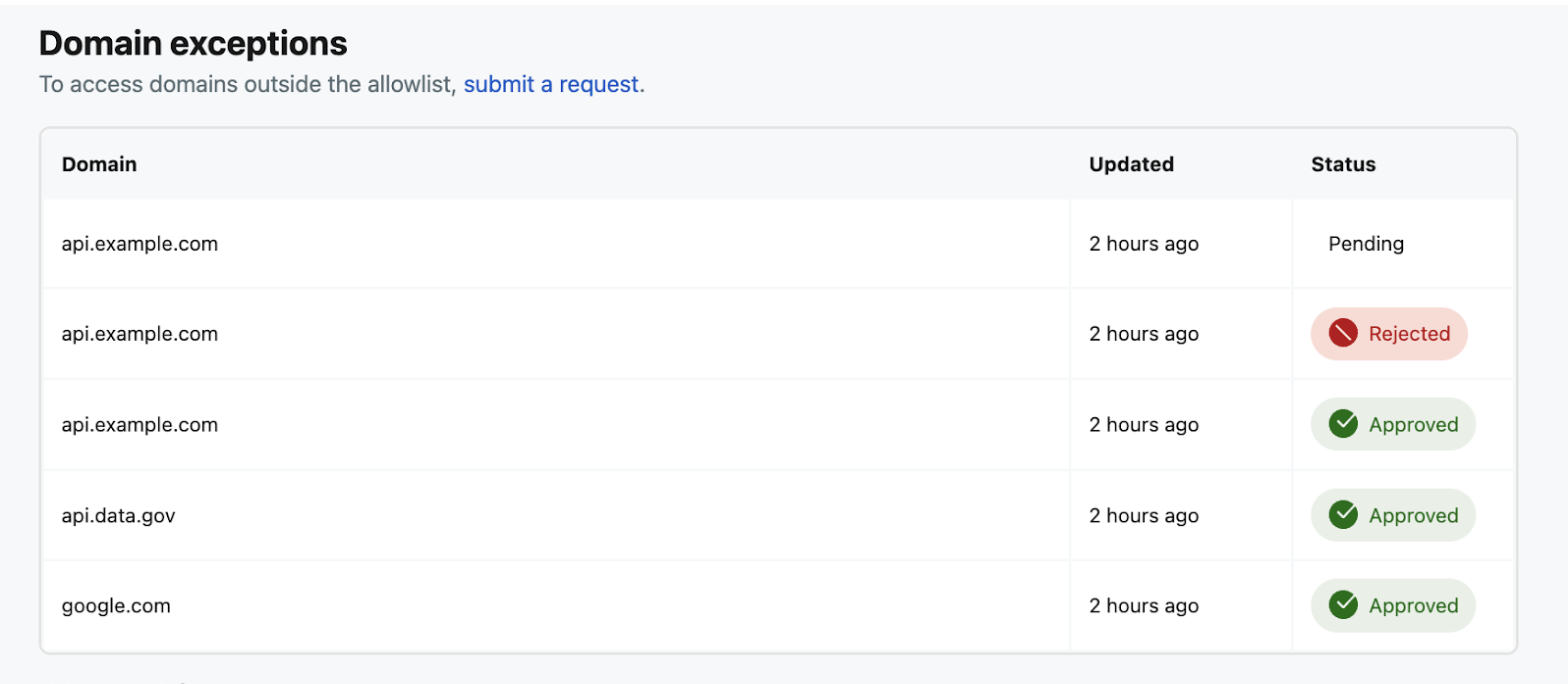 Domain exceptions
To access domains outside the allowlist, submit a request.
Domain Updated Status
api.example.com 2 hours ago Pending
api.example.com 2 hours ago Rejected
api.example.com 2 hours ago Approved
api.data.gov 2 hours ago Approved
google.com 2 hours ago Approved